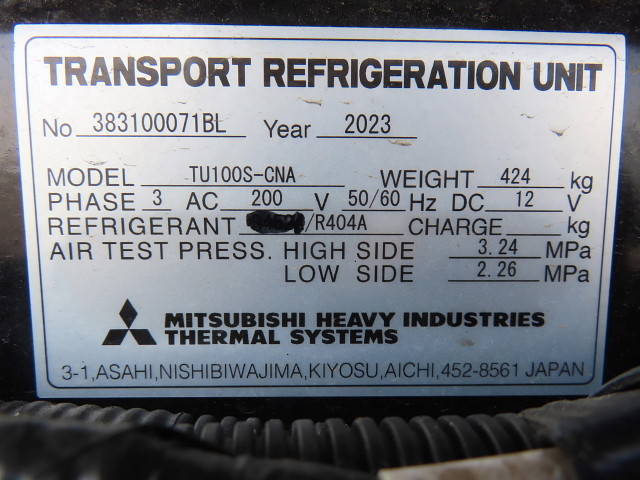 TRANSPORT REFRIGERATION UNIT
No 383100071BL Year 2023
MODEL TU100S-CNA WEIGHT 424 kg
PHASE 3 AC 200 V 50/60 Hz DC 12 V
REFRIGERANT /R404A CHARGE kg
AIR TEST PRESS. HIGH SIDE 3.24 MPa
LOW SIDE 2.26 MPa
MITSUBISHI HEAVY INDUSTRIES
THERMAL SYSTEMS
3-1,ASAHI,NISHIBIWAJIMA,KIYOSU,AICHI,452-8561 JAPAN